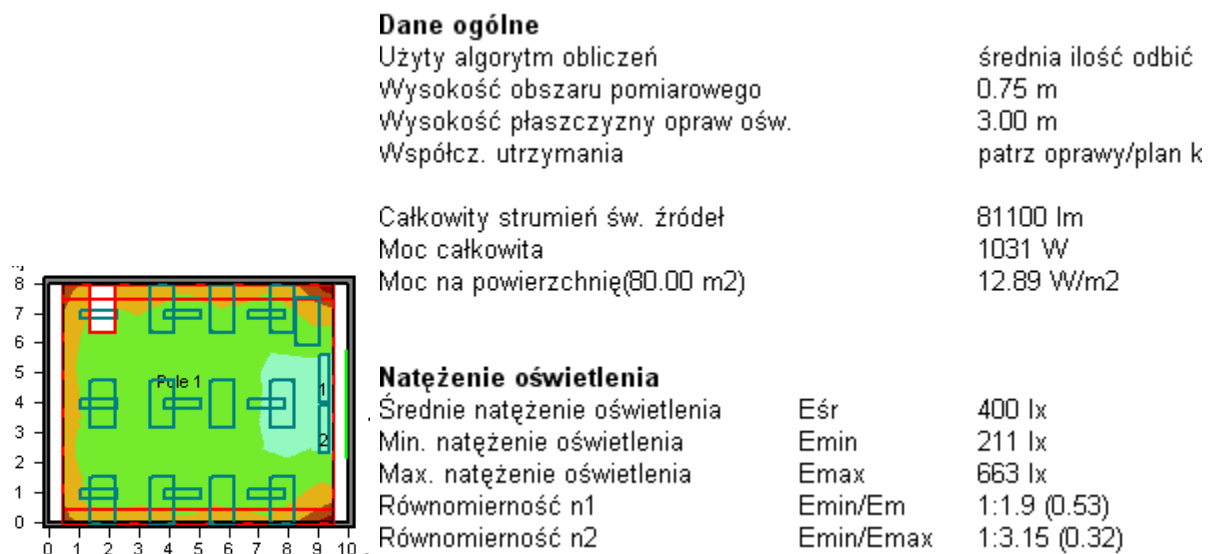 Dane ogólne
Użyty algorytm obliczeń średnia ilość odbić
Wysokość obszaru pomiarowego 0.75 m
Wysokość płaszczyzny opraw ośw. 3.00 m
Współcz. utrzymania patrz oprawy/plan k
Całkowity strumień św. źródeł 81100 lm
Moc całkowita 1031 W
Moc na powierzchnię(80.00 m2) 12.89 W/m2
8
7
6
5
4
3
2
1
0
Pole 1
1
2
0 1 2 3 4 5 6 7 8 9 10
Natężenie oświetlenia
Średnie natężenie oświetlenia Eśr 400 lx
Min. natężenie oświetlenia Emin 211 lx
Max. natężenie oświetlenia Emax 663 lx
Równomierność n1 Emin/Em 1:1.9 (0.53)
Równomierność n2 Emin/Emax 1:3.15 (0.32)